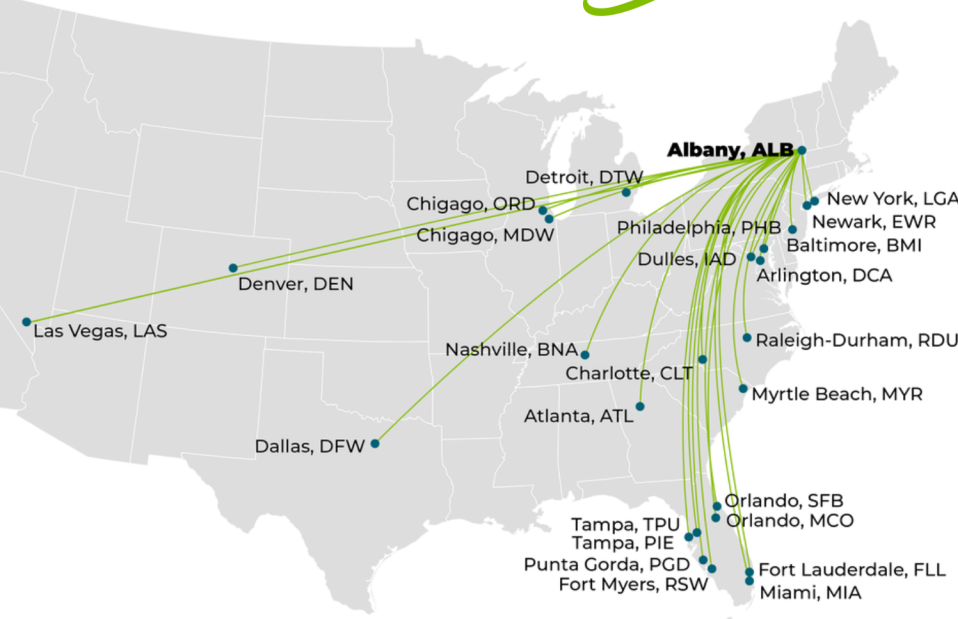 Albany, ALB
Detroit, DTW
New York, LGA
Chigago, ORD
Newark, EWR
Philadelphia, PHB
Chigago, MDW
Baltimore, BMI
Dulles, IAD
Arlington, DCA
Denver, DEN
Las Vegas, LAS
Raleigh-Durham, RDU
Nashville, BNA
Charlotte, CLT
Myrtle Beach, MYR
Atlanta, ATL
Dallas, DFW
Orlando, SFB
Orlando, MCO
Tampa, TPU
Tampa, PIE
Punta Gorda, PGD
Fort Lauderdale, FLL
Fort Myers, RSW
Miami, MIA